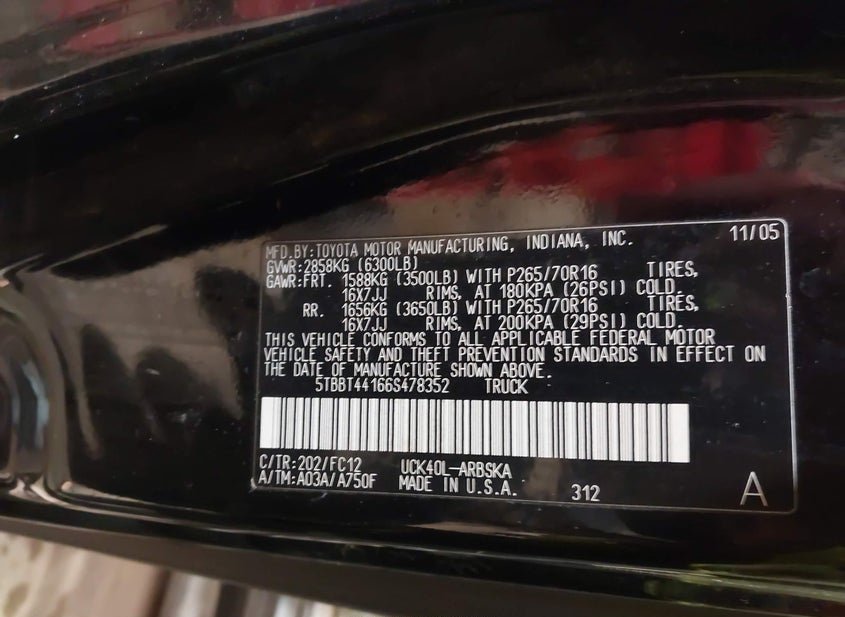 MFD.BY:TOYOTA MOTOR MANUFACTURING, INDIANA, INC. 11/05
GVWR:2858KG (6300LB)
GAWR:FRT. 1588KG (3500LB) WITH P265/70R16 TIRES,
16X7JJ RIMS, AT 180KPA (26PSI) COLD.
RR. 1656KG (3650LB) WITH P265/70R16 TIRES,
16X7JJ RIMS, AT 200KPA (29PSI) COLD.
THIS VEHICLE CONFORMS TO ALL APPLICABLE FEDERAL MOTOR
VEHICLE SAFETY AND THEFT PREVENTION STANDARDS IN EFFECT ON
THE DATE OF MANUFACTURE SHOWN ABOVE.
5TBBT44166S478352 TRUCK
C/TR:202/FC12 UCK40L-ARBSKA
A/TM:A03A/A750F MADE IN U.S.A. 312 A